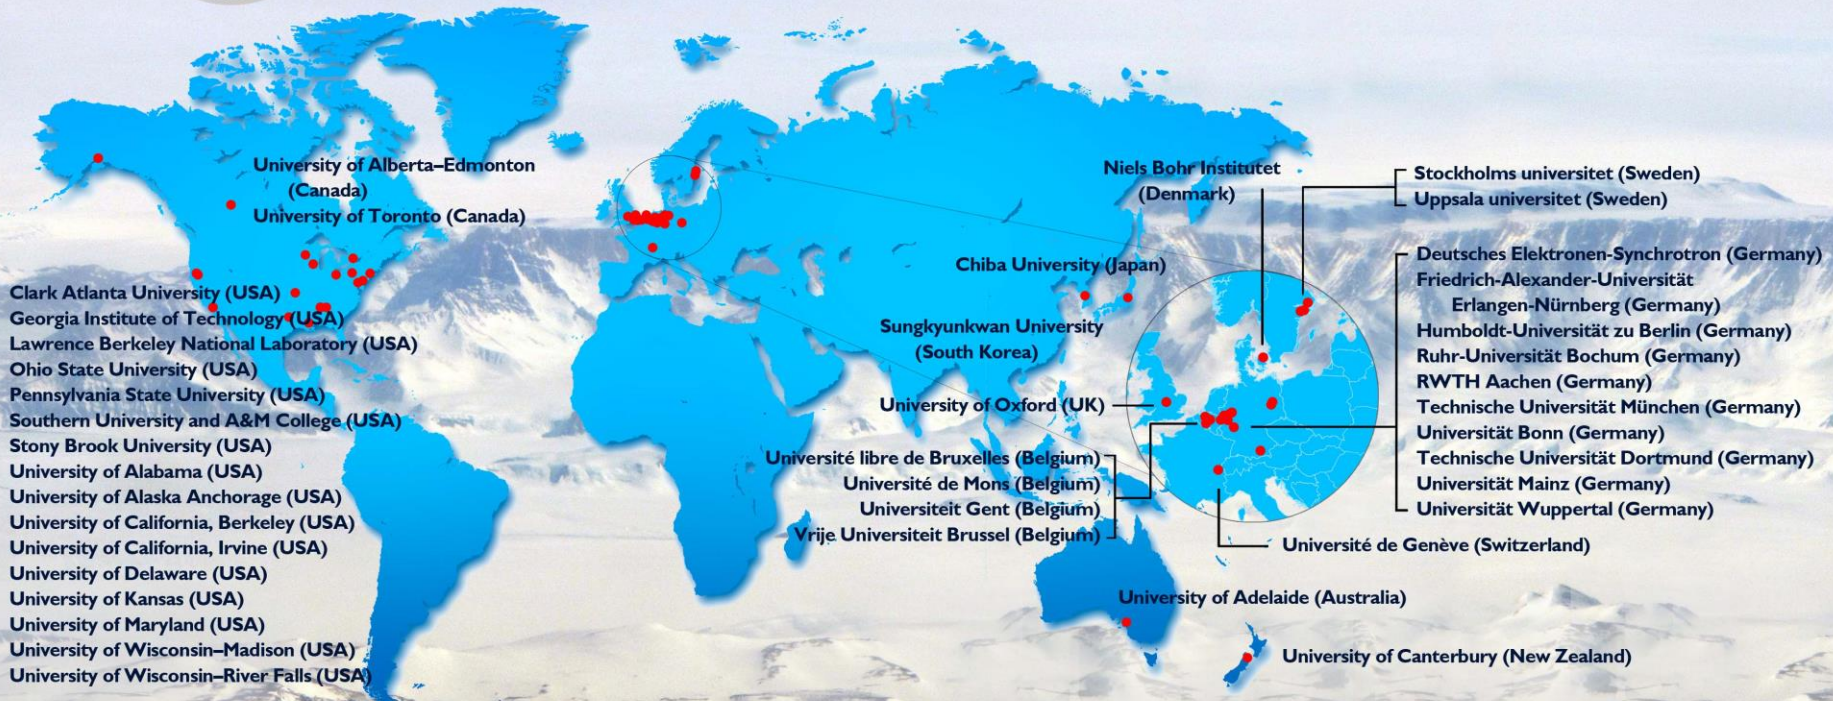 University of Alberta–Edmonton
(Canada)
University of Toronto (Canada)
Clark Atlanta University (USA)
Georgia Institute of Technology (USA)
Lawrence Berkeley National Laboratory (USA)
Ohio State University (USA)
Pennsylvania State University (USA)
Southern University and A&M College (USA)
Stony Brook University (USA)
University of Alabama (USA)
University of Alaska Anchorage (USA)
University of California, Berkeley (USA)
University of California, Irvine (USA)
University of Delaware (USA)
University of Kansas (USA)
University of Maryland (USA)
University of Wisconsin–Madison (USA)
University of Wisconsin–River Falls (USA)
Niels Bohr Institutet
(Denmark)
Chiba University (Japan)
Sungkyunkwan University
(South Korea)
University of Oxford (UK)
Université libre de Bruxelles (Belgium)
Université de Mons (Belgium)
Universiteit Gent (Belgium)
Vrije Universiteit Brussel (Belgium)
Stockholms universitet (Sweden)
Uppsala universitet (Sweden)
Deutsches Elektronen-Synchrotron (Germany)
Friedrich-Alexander-Universität
Erlangen-Nürnberg (Germany)
Humboldt-Universität zu Berlin (Germany)
Ruhr-Universität Bochum (Germany)
RWTH Aachen (Germany)
Technische Universität München (Germany)
Universität Bonn (Germany)
Technische Universität Dortmund (Germany)
Universität Mainz (Germany)
Universität Wuppertal (Germany)
Université de Genève (Switzerland)
University of Adelaide (Australia)
University of Canterbury (New Zealand)